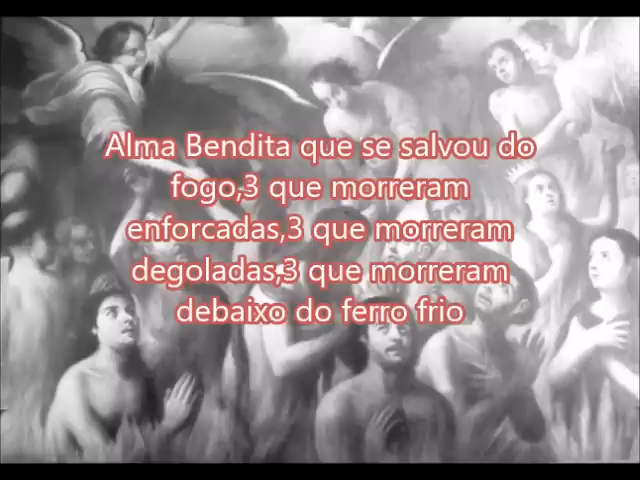 Alma Bendita que se salvou do
fogo,3 que morreram
enforcadas,3 que morreram
degoladas,3 que morreram
debaixo do ferro frio